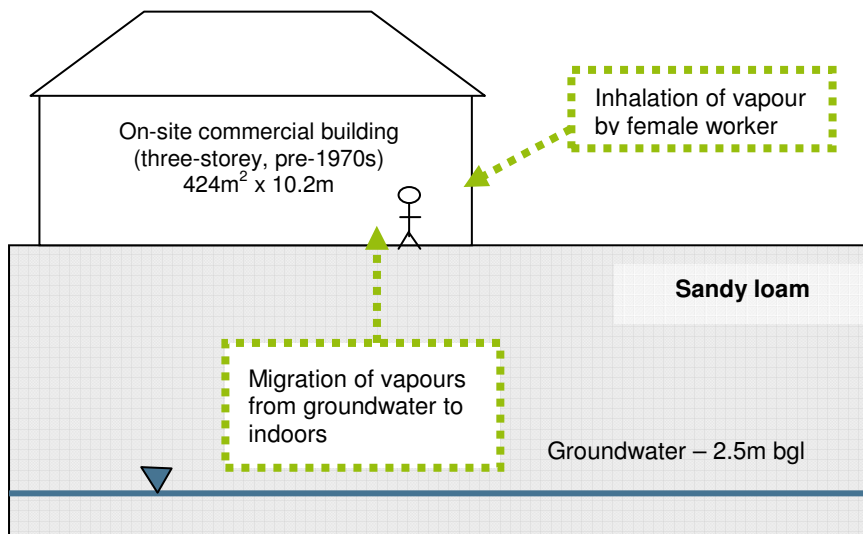 On-site commercial building
(three-storey, pre-1970s)
424m² x 10.2m
Inhalation of vapour
by female worker
Sandy loam
Migration of vapours
from groundwater to
indoors
Groundwater – 2.5m bgl